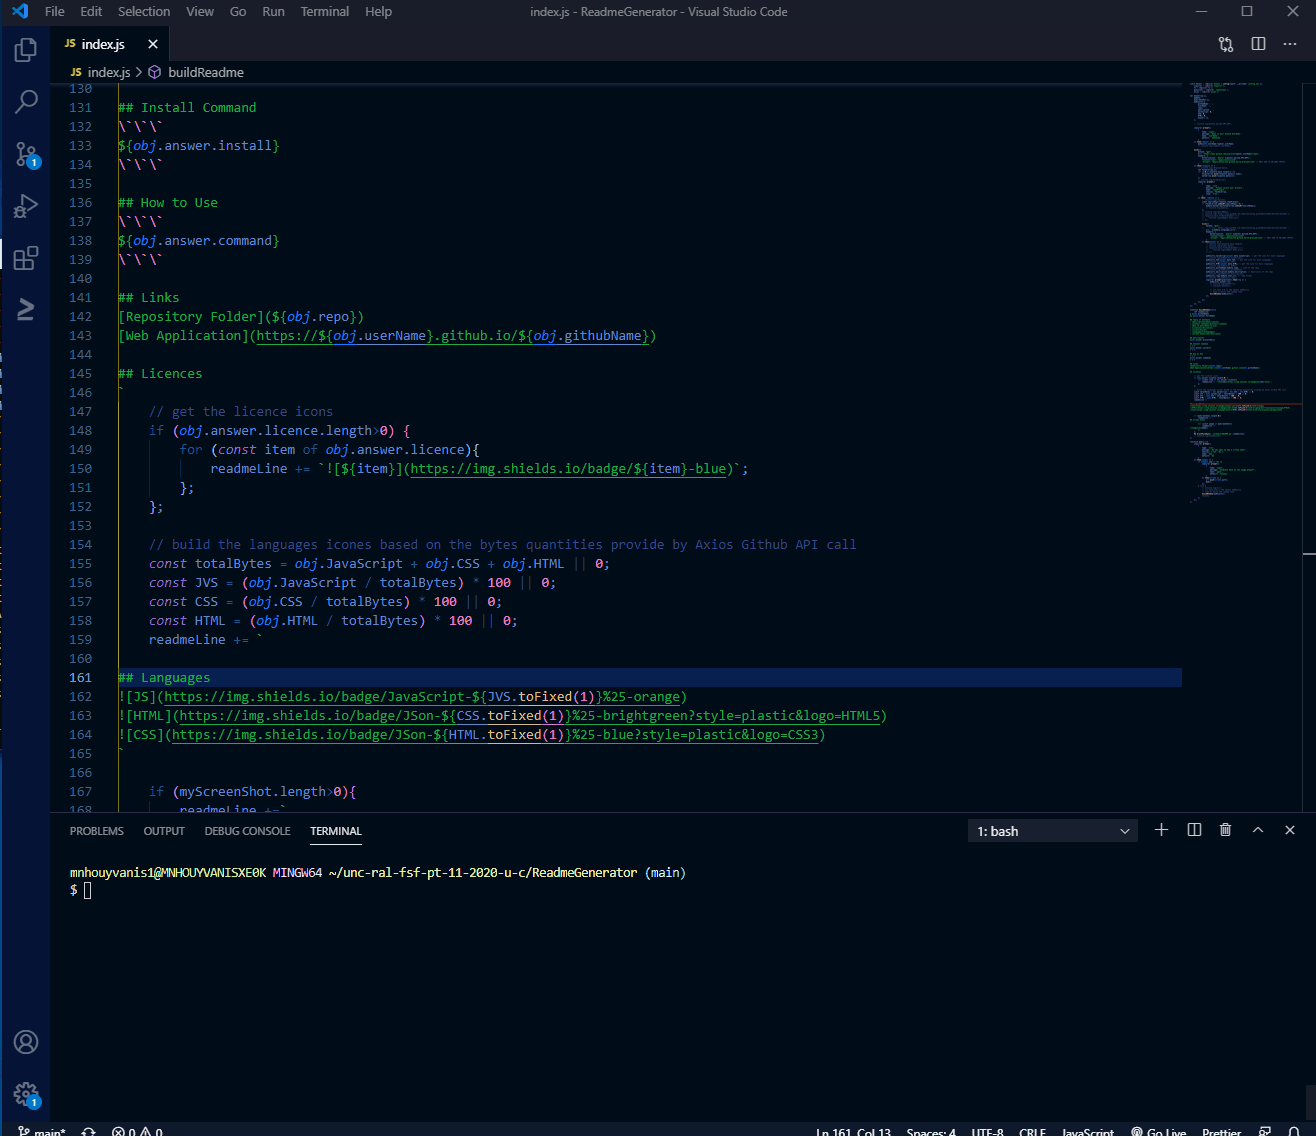 File Edit Selection View Go Run Terminal Help index.js - ReadmeGenerator - Visual Studio Code
JS index.js
JS index.js > buildReadme
130
131 ## Install Command
132 \`\`\`
133 ${obj.answer.install}
134 \`\`\`
135
136 ## How to Use
137 \`\`\`
138 ${obj.answer.command}
139 \`\`\`
140
141 ## Links
142 [Repository Folder](${obj.repo})
143 [Web Application](https://${obj.userName}.github.io/${obj.githubName})
144
145 ## Licences
146 `
147 // get the licence icons
148 if (obj.answer.licence.length>0) {
149 for (const item of obj.answer.licence){
150 readmeLine += `![${item}](https://img.shields.io/badge/${item}-blue)`;
151 };
152 };
153
154 // build the languages icones based on the bytes quantities provide by Axios Github API call
155 const totalBytes = obj.JavaScript + obj.CSS + obj.HTML || 0;
156 const JVS = (obj.JavaScript / totalBytes) * 100 || 0;
157 const CSS = (obj.CSS / totalBytes) * 100 || 0;
158 const HTML = (obj.HTML / totalBytes) * 100 || 0;
159 readmeLine += `
160
161 ## Languages
162 ![JS](https://img.shields.io/badge/JavaScript-${JVS.toFixed(1)}%25-orange)
163 ![HTML](https://img.shields.io/badge/JSon-${CSS.toFixed(1)}%25-brightgreen?style=plastic&logo=HTML5)
164 ![CSS](https://img.shields.io/badge/JSon-${HTML.toFixed(1)}%25-blue?style=plastic&logo=CSS3)
165 `
166
167 if (myScreenShot.length>0){
168 readmeLine +=`
PROBLEMS OUTPUT DEBUG CONSOLE TERMINAL 1: bash
mnhouyvanis1@MNHOUYVANISXE0K MINGW64 ~/unc-ral-fsf-pt-11-2020-u-c/ReadmeGenerator (main)
$
1
1
main* 0 0 Ln 161, Col 13 Spaces: 4 UTF-8 CRLF JavaScript Go Live Prettier